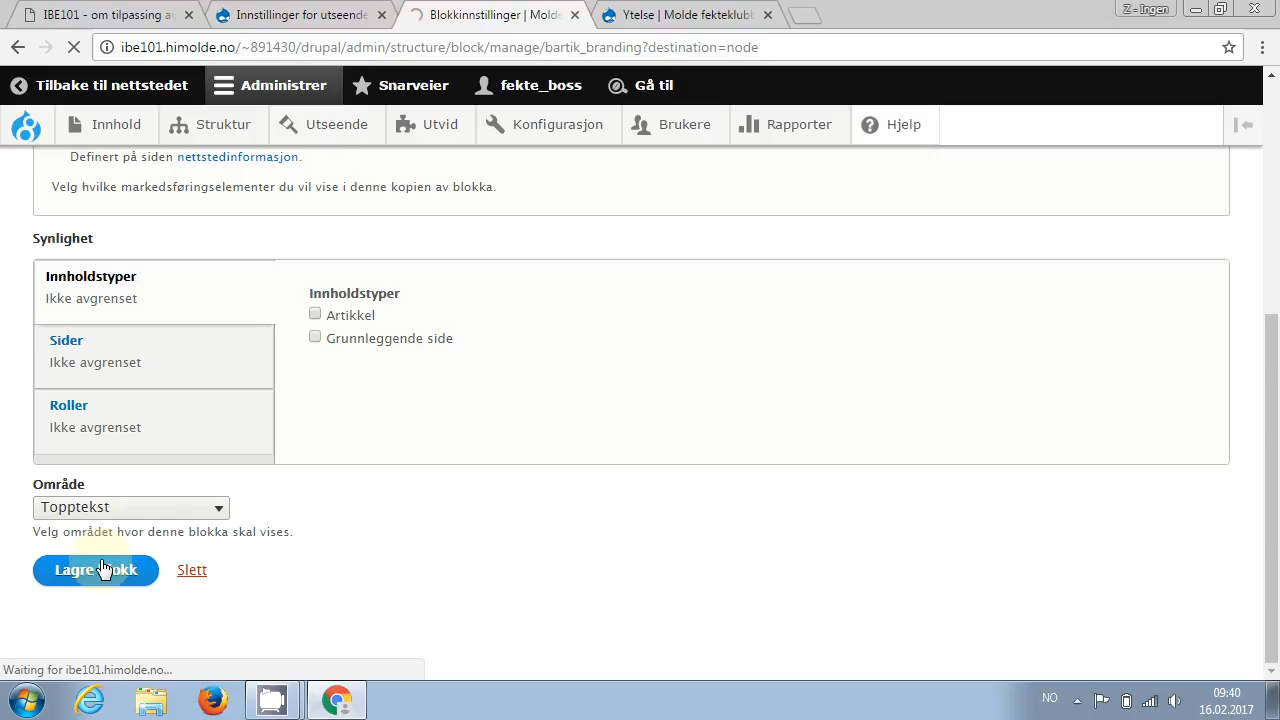 IBE101 - om tilpassing av
Innstillinger for utseende
Blokkinnstillinger | Molde
Ytelse | Molde fekteklubb
Z - Ingen
ibe101.himolde.no/~891430/drupal/admin/structure/block/manage/bartik_branding?destination=node
Tilbake til nettstedet Administrer Snarveier fekte_boss Gå til
Innhold Struktur Utseende Utvid Konfigurasjon Brukere Rapporter Hjelp
Definert på siden nettstedinformasjon.
Velg hvilke markedsføringselementer du vil vise i denne kopien av blokka.
Synlighet
Innholdstyper
Ikke avgrenset
Sider
Ikke avgrenset
Roller
Ikke avgrenset
Innholdstyper
Artikkel
Grunnleggende side
Område
Topptekst
Velg området hvor denne blokka skal vises.
Lagre blokk Slett
Waiting for ibe101.himolde.no...
NO
09:40
16.02.2017